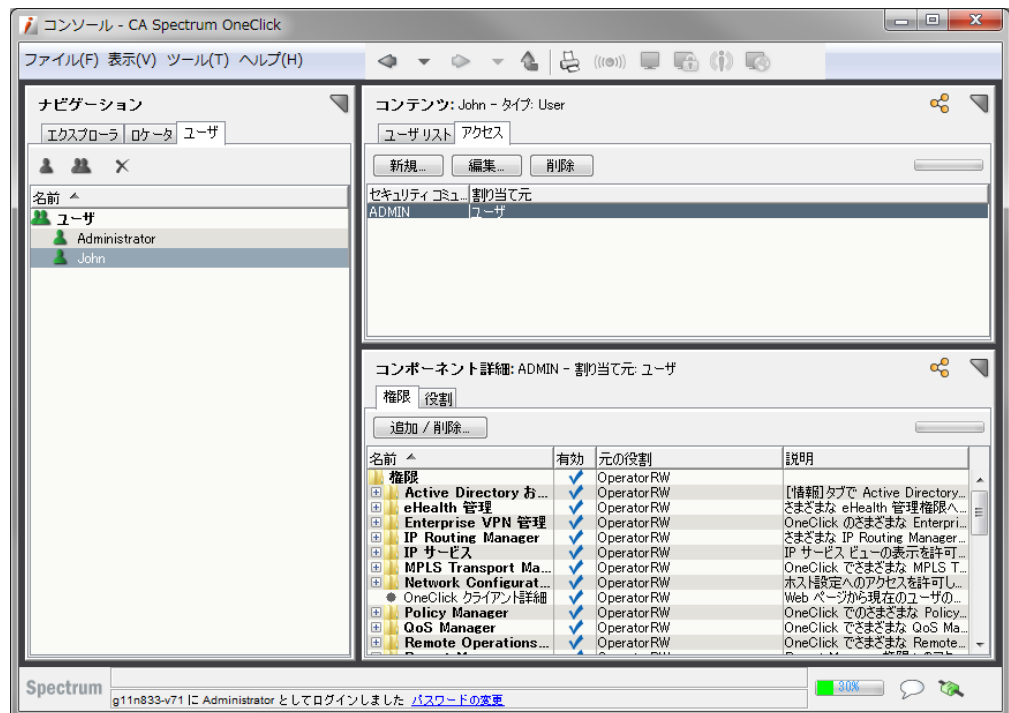 コンソール - CA Spectrum OneClick
ファイル(F) 表示(V) ツール(T) ヘルプ(H)
ナビゲーション
エクスプローラ ロケータ ユーザ
名前
ユーザ
Administrator
John
コンテンツ: John - タイプ: User
ユーザ リスト アクセス
新規... 編集... 削除
セキュリティ コミュ... 割り当て元
ADMIN ユーザ
コンポーネント詳細: ADMIN - 割り当て元: ユーザ
権限 役割
追加 / 削除...
名前 有効 元の役割 説明
権限 OperatorRW
Active Directory お... OperatorRW [情報]タブで Active Directory...
eHealth 管理 OperatorRW さまざまな eHealth 管理権限へ...
Enterprise VPN 管理 OperatorRW OneClick のさまざまな Enterpri...
IP Routing Manager OperatorRW さまざまな IP Routing Manager...
IP サービス OperatorRW IP サービス ビューの表示を許可...
MPLS Transport Ma... OperatorRW OneClick でさまざまな MPLS T...
Network Configurat... OperatorRW ホスト設定へのアクセスを許可し...
OneClick クライアント詳細 OperatorRW Web ページから現在のユーザの...
Policy Manager OperatorRW OneClick でのさまざまな Policy...
QoS Manager OperatorRW OneClick でさまざまな QoS Ma...
Remote Operations... OperatorRW OneClick でさまざまな Remote...
Spectrum
g11n833-v71 に Administrator としてログインしました パスワードの変更
30%